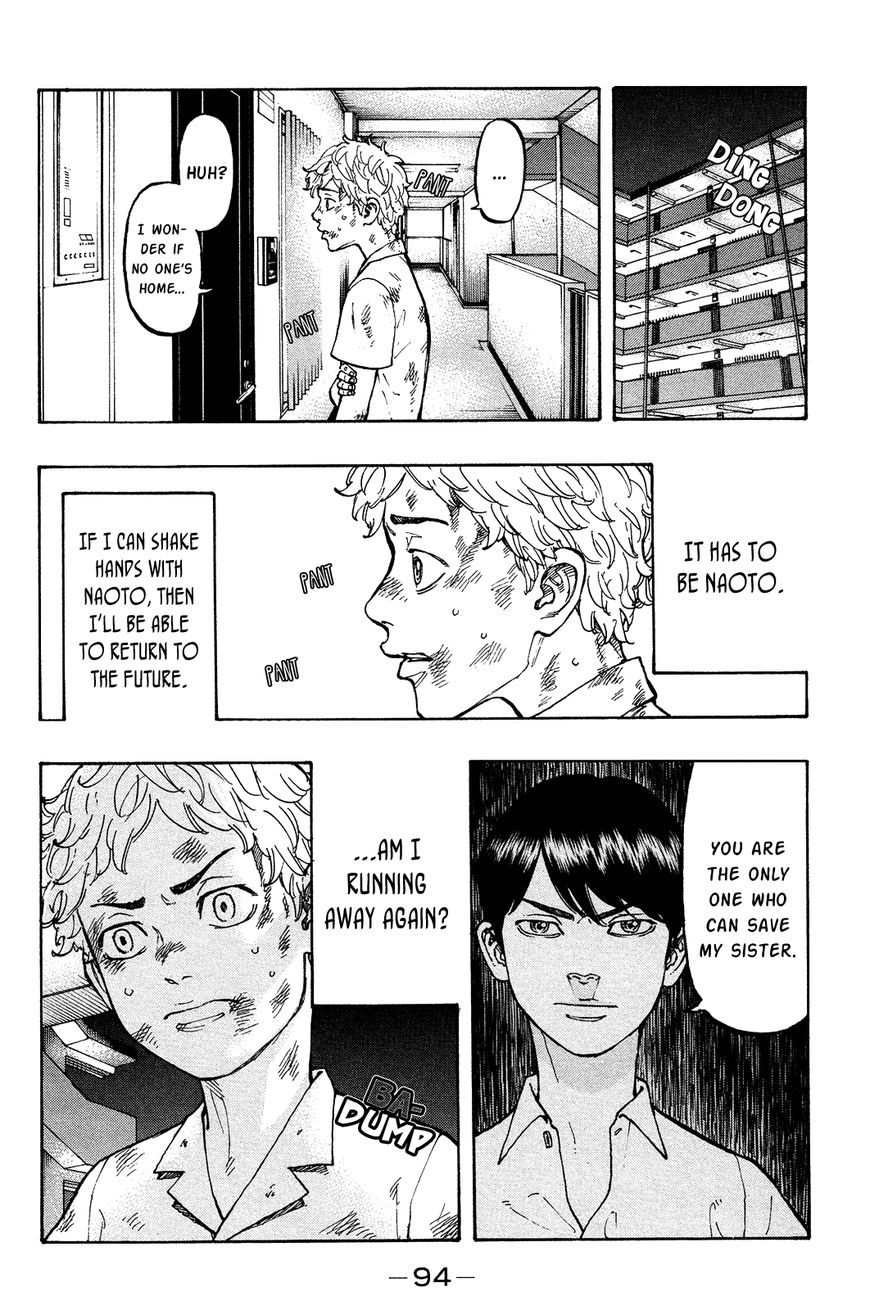 DING
DONG
...
PANT
HUH?
I WON-
DER IF
NO ONE'S
HOME...
PANT
IT HAS TO
BE NAOTO.
PANT
PANT
IF I CAN SHAKE
HANDS WITH
NAOTO, THEN
I'LL BE ABLE
TO RETURN TO
THE FUTURE.
YOU ARE
THE ONLY
ONE WHO
CAN SAVE
MY SISTER.
...AM I
RUNNING
AWAY AGAIN?
BA-
DUMP
—94—